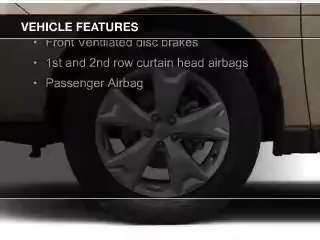 VEHICLE FEATURES
• Front Ventilated disc brakes
• 1st and 2nd row curtain head airbags
• Passenger Airbag